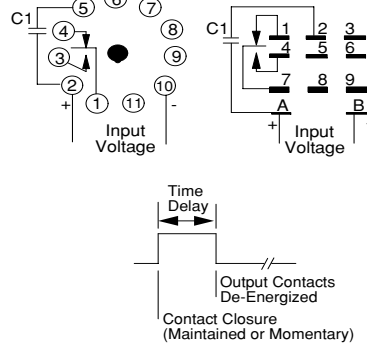 5 6 7
C1 4 8
3 9
2 10
+ 1 11 -
Input
Voltage
C1 1 2 3
4 5 6
7 8 9
A B
+ -
Input
Voltage
Time
Delay
Output Contacts
De-Energized
Contact Closure
(Maintained or Momentary)